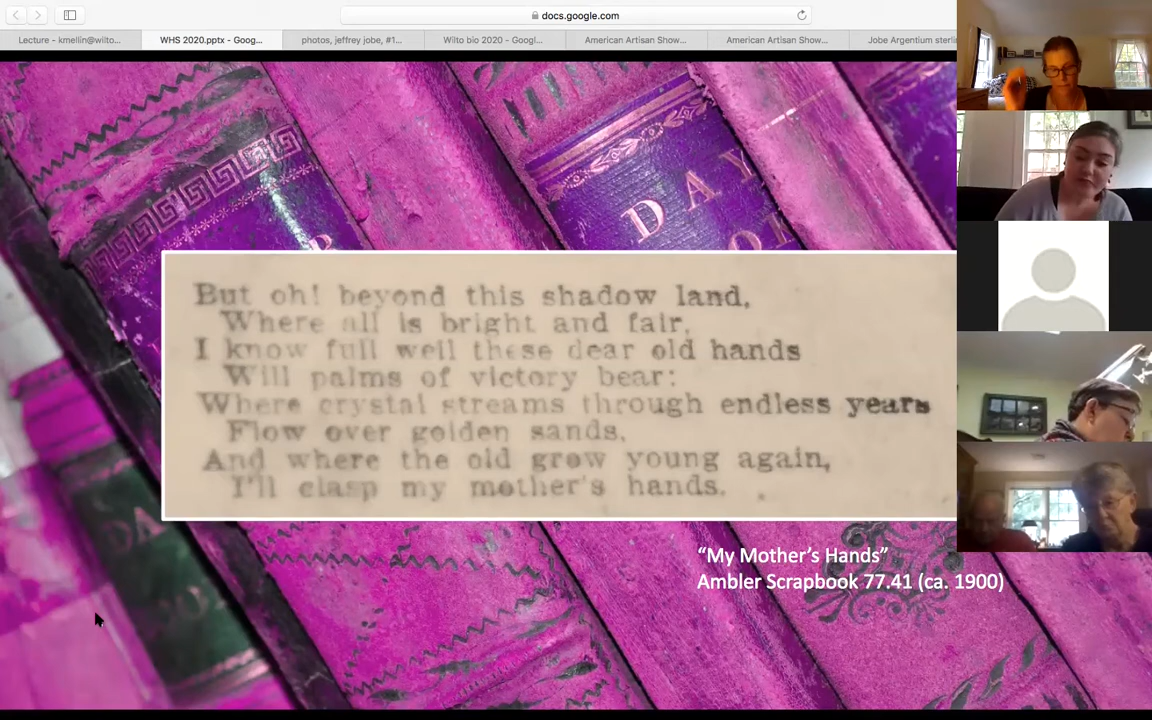 docs.google.com
Lecture - kmellin@wilto...
WHS 2020.pptx - Goog...
photos, jeffrey jobe, #1...
Wilto bio 2020 - Googl...
American Artisan Show...
American Artisan Show...
Jobe Argentium sterli
DAY
But oh! beyond this shadow land,
Where all is bright and fair,
I know full well these dear old hands
Will palms of victory bear:
Where crystal streams through endless years
Flow over golden sands,
And where the old grow young again,
I'll clasp my mother's hands.
“My Mother’s Hands”
Ambler Scrapbook 77.41 (ca. 1900)